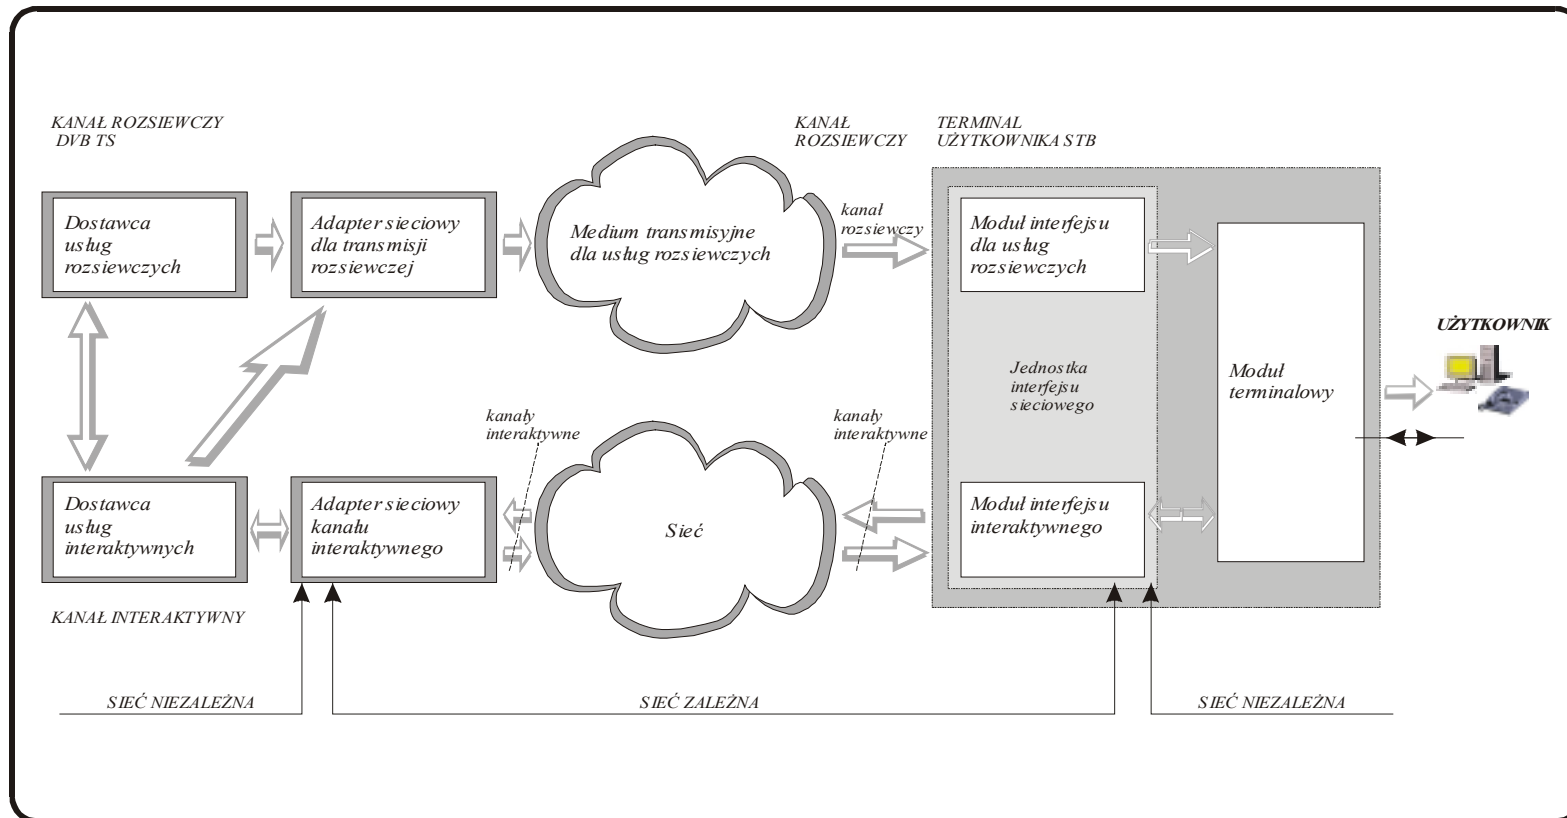 KANAŁ ROZSIEWCZY
DVB TS
KANAŁ
ROZSIEWCZY
TERMINAL
UŻYTKOWNIKA STB
Dostawca
usług
rozsiewczych
Adapter sieciowy
dla transmisji
rozsiewczej
Medium transmisyjne
dla usług rozsiewczych
kanał
rozsiewczy
Moduł interfejsu
dla usług
rozsiewczych
UŻYTKOWNIK
Jednostka
interfejsu
sieciowego
Moduł
terminalowy
kanały
interaktywne
kanały
interaktywne
Dostawca
usług
interaktywnych
Adapter sieciowy
kanału
interaktywnego
Sieć
Moduł interfejsu
interaktywnego
KANAŁ INTERAKTYWNY
SIEĆ NIEZALEŻNA
SIEĆ ZALEŻNA
SIEĆ NIEZALEŻNA